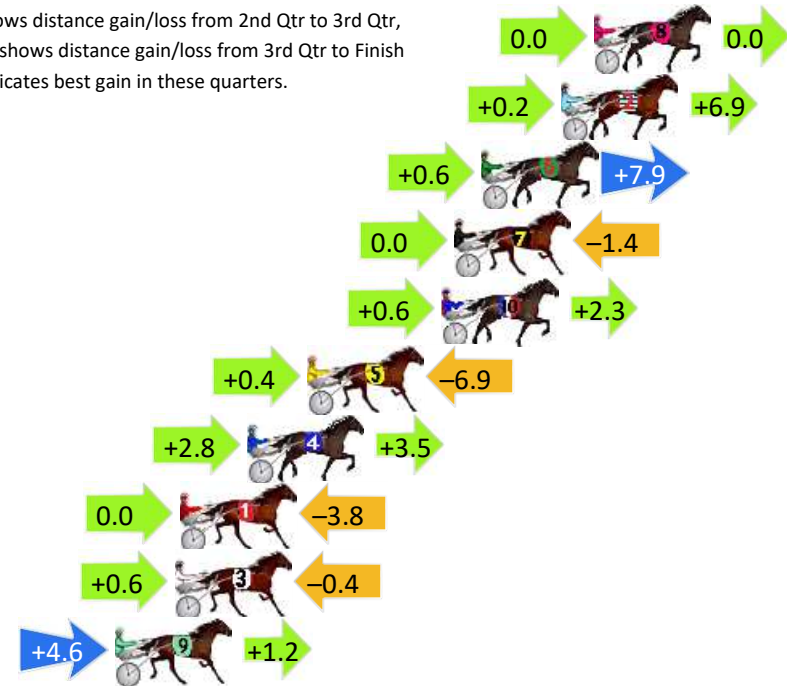 ows distance gain/loss from 2nd Qtr to 3rd Qtr,
shows distance gain/loss from 3rd Qtr to Finish
icates best gain in these quarters.
0.0 8 0.0
+0.2 2 +6.9
+0.6 6 +7.9
0.0 7 –1.4
+0.6 10 +2.3
+0.4 5 –6.9
+2.8 4 +3.5
0.0 1 –3.8
+0.6 3 –0.4
+4.6 9 +1.2